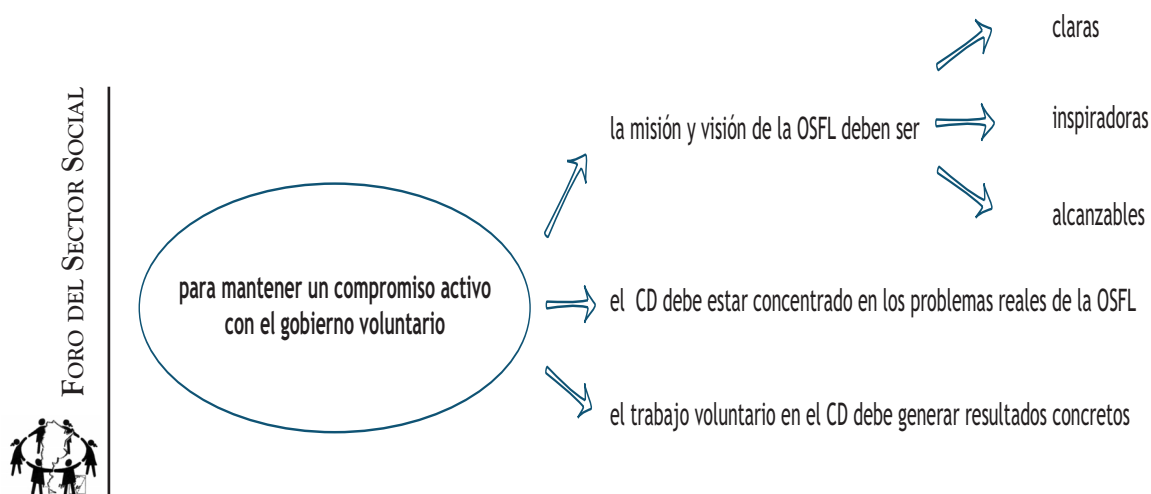 FORO DEL SECTOR SOCIAL
para mantener un compromiso activo
con el gobierno voluntario
la misión y visión de la OSFL deben ser
claras
inspiradoras
alcanzables
el CD debe estar concentrado en los problemas reales de la OSFL
el trabajo voluntario en el CD debe generar resultados concretos